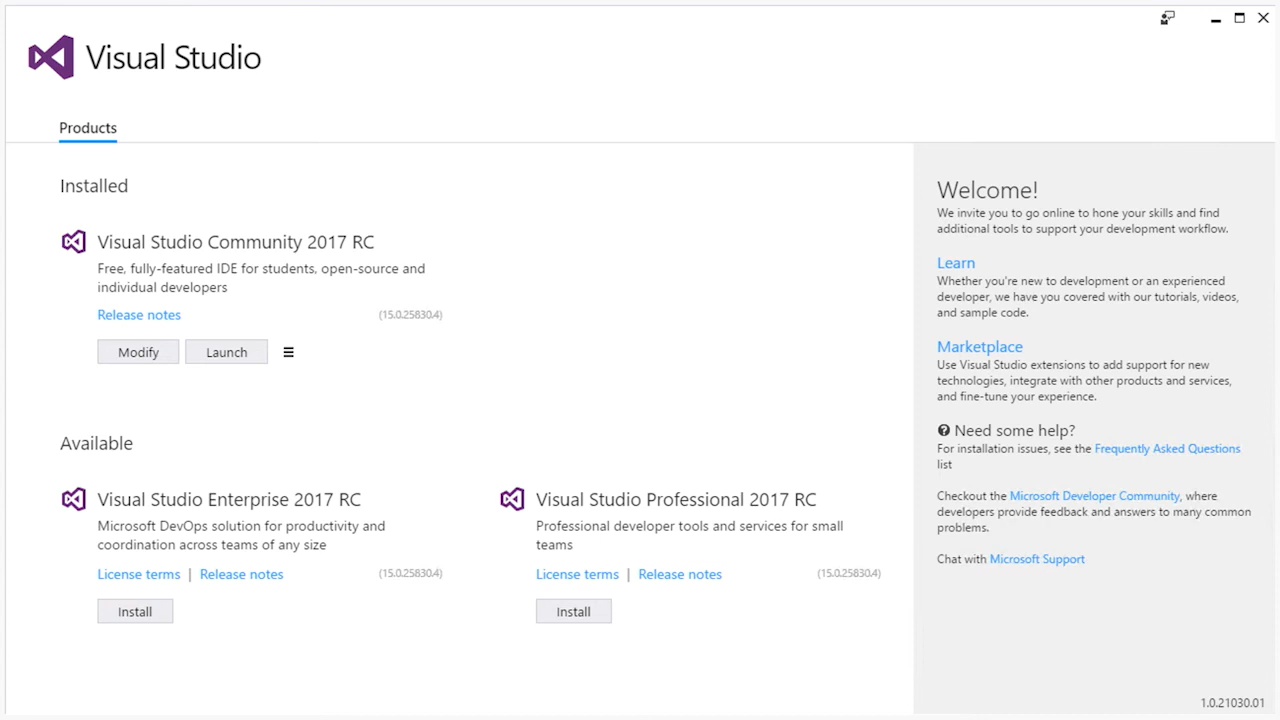 Visual Studio
Products
Installed
Visual Studio Community 2017 RC
Free, fully-featured IDE for students, open-source and
individual developers
Release notes (15.0.25830.4)
Modify Launch
Available
Visual Studio Enterprise 2017 RC
Microsoft DevOps solution for productivity and
coordination across teams of any size
License terms | Release notes (15.0.25830.4)
Install
Visual Studio Professional 2017 RC
Professional developer tools and services for small
teams
License terms | Release notes (15.0.25830.4)
Install
Welcome!
We invite you to go online to hone your skills and find
additional tools to support your development workflow.
Learn
Whether you're new to development or an experienced
developer, we have you covered with our tutorials, videos,
and sample code.
Marketplace
Use Visual Studio extensions to add support for new
technologies, integrate with other products and services,
and fine-tune your experience.
Need some help?
For installation issues, see the Frequently Asked Questions
list
Checkout the Microsoft Developer Community, where
developers provide feedback and answers to many common
problems.
Chat with Microsoft Support
1.0.21030.01